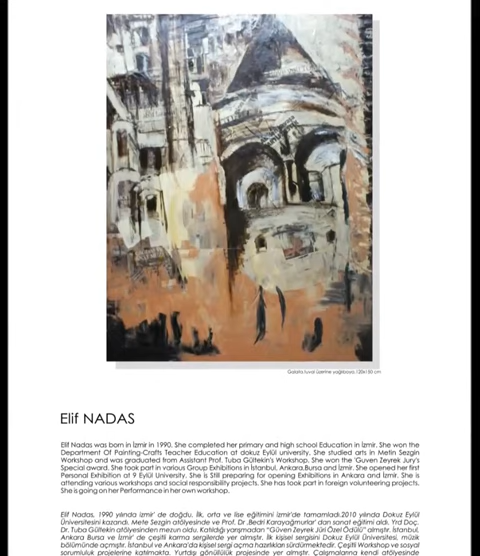 Galata,tuval üzerine yağlıboya,120x150 cm
Elif NADAS
Elif Nadas was born in İzmir in 1990. She completed her primary and high school Education in İzmir. She won the
Department Of Painting-Crafts Teacher Education at dokuz Eylül university. She studied arts in Metin Sezgin
Workshop and was graduated from Assistant Prof. Tuba Gültekin's Workshop. She won the 'Guven Zeyrek Jury's
Special award. She took part in various Group Exhibitions in İstanbul, Ankara,Bursa and İzmir. She opened her first
Personal Exhibition at 9 Eylül University. She is Still preparing for opening Exhibitions in Ankara and İzmir. She is
attending various workshops and social responsibility projects. She has took part in foreign volunteering projects.
She is going on her Performance in her own workshop.
Elif Nadas, 1990 yılında izmir' de doğdu. İlk, orta ve lise eğitimini İzmir'de tamamladı.2010 yılında Dokuz Eylül
Üniversitesini kazandı. Mete Sezgin atölyesinde ve Prof. Dr .Bedri Karayağmurlar' dan sanat eğitimi aldı. Yrd Doç.
Dr. Tuba Gültekin atölyesinden mezun oldu. Katıldığı yarışmadan "Güven Zeyrek Jüri Özel Ödülü" almıştır. İstanbul,
Ankara Bursa ve İzmir' de çeşitli karma sergilerde yer almıştır. İlk kişisel sergisini Dokuz Eylül Üniversitesi, müzik
bölümünde açmıştır. İstanbul ve Ankara'da kişisel sergi açma hazırlıkları sürdürmektedir. Çeşitli Workshop ve sosyal
sorumluluk projelerine katılmakta. Yurtdışı gönüllülük projesinde yer almıştır. Çalışmalarına kendi atölyesinde